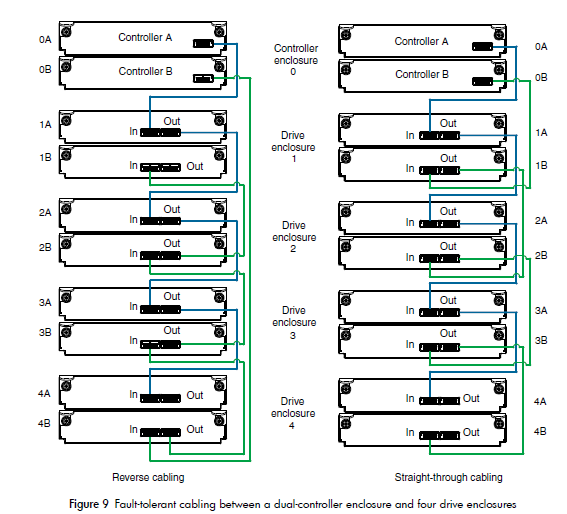 0A Controller A
0B Controller B
Controller enclosure 0
Controller A 0A
Controller B 0B
1A In Out
1B In Out
Drive enclosure 1
In Out 1A
In Out 1B
2A In Out
2B In Out
Drive enclosure 2
In Out 2A
In Out 2B
3A In Out
3B In Out
Drive enclosure 3
In Out 3A
In Out 3B
4A In Out
4B In Out
Drive enclosure 4
In Out 4A
In Out 4B
Reverse cabling
Straight-through cabling
Figure 9 Fault-tolerant cabling between a dual-controller enclosure and four drive enclosures